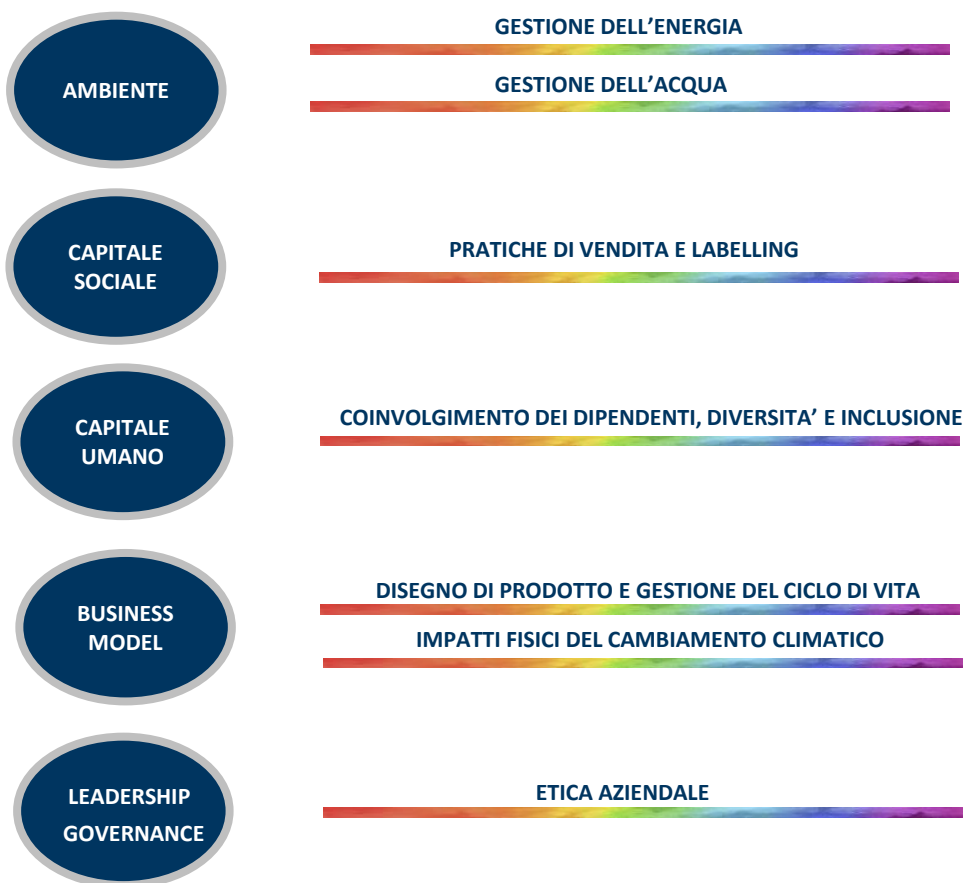 GESTIONE DELL’ENERGIA
AMBIENTE
GESTIONE DELL’ACQUA
CAPITALE
SOCIALE
PRATICHE DI VENDITA E LABELLING
CAPITALE
UMANO
COINVOLGIMENTO DEI DIPENDENTI, DIVERSITA’ E INCLUSIONE
BUSINESS
MODEL
DISEGNO DI PRODOTTO E GESTIONE DEL CICLO DI VITA
IMPATTI FISICI DEL CAMBIAMENTO CLIMATICO
LEADERSHIP
GOVERNANCE
ETICA AZIENDALE